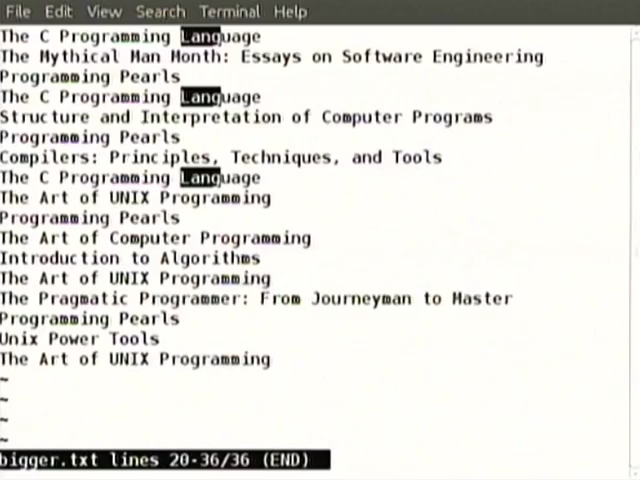 File Edit View Search Terminal Help
The C Programming Language
The Mythical Man Month: Essays on Software Engineering
Programming Pearls
The C Programming Language
Structure and Interpretation of Computer Programs
Programming Pearls
Compilers: Principles, Techniques, and Tools
The C Programming Language
The Art of UNIX Programming
Programming Pearls
The Art of Computer Programming
Introduction to Algorithms
The Art of UNIX Programming
The Pragmatic Programmer: From Journeyman to Master
Programming Pearls
Unix Power Tools
The Art of UNIX Programming
~
~
~
~
bigger.txt lines 20-36/36 (END)